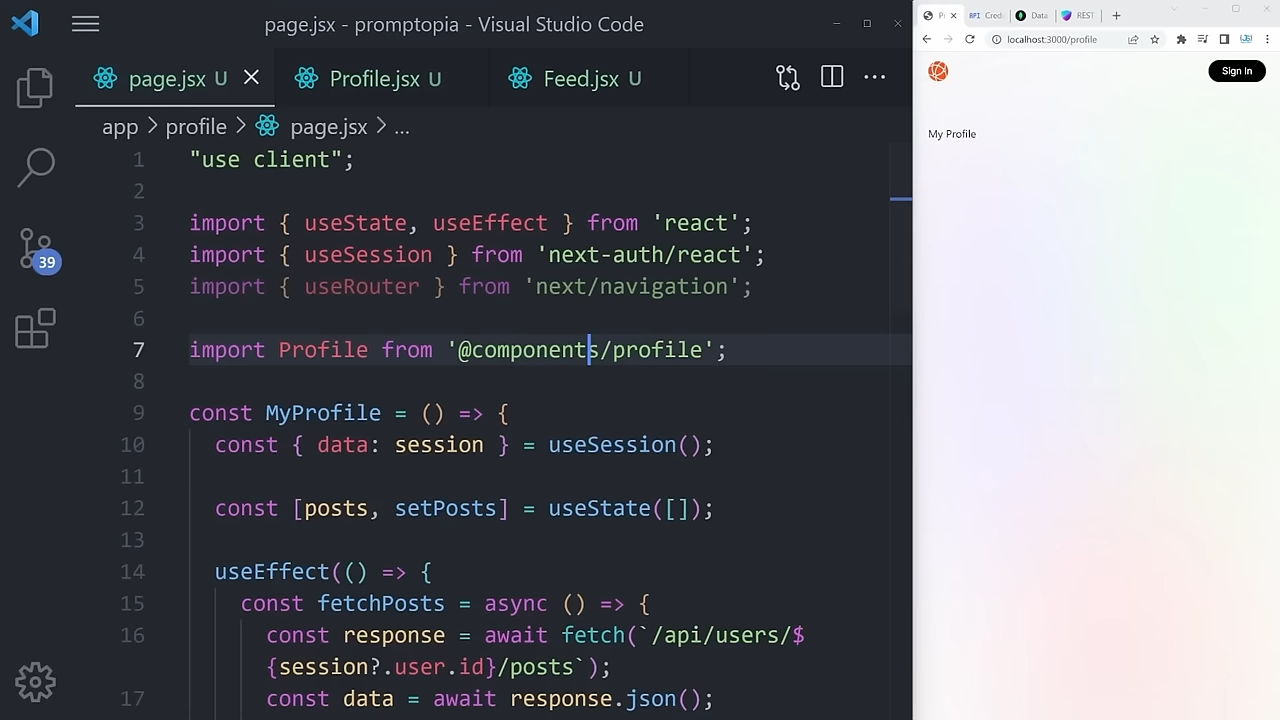 page.jsx - promptopia - Visual Studio Code
page.jsx U
Profile.jsx U
Feed.jsx U
app > profile > page.jsx > ...
1 "use client";
2
3 import { useState, useEffect } from 'react';
4 import { useSession } from 'next-auth/react';
5 import { useRouter } from 'next/navigation';
6
7 import Profile from '@components/profile';
8
9 const MyProfile = () => {
10 const { data: session } = useSession();
11
12 const [posts, setPosts] = useState([]);
13
14 useEffect(() => {
15 const fetchPosts = async () => {
16 const response = await fetch(`/api/users/$
{session?.user.id}/posts`);
17 const data = await response.json();
39
Cred
Data
REST
localhost:3000/profile
Sign In
My Profile